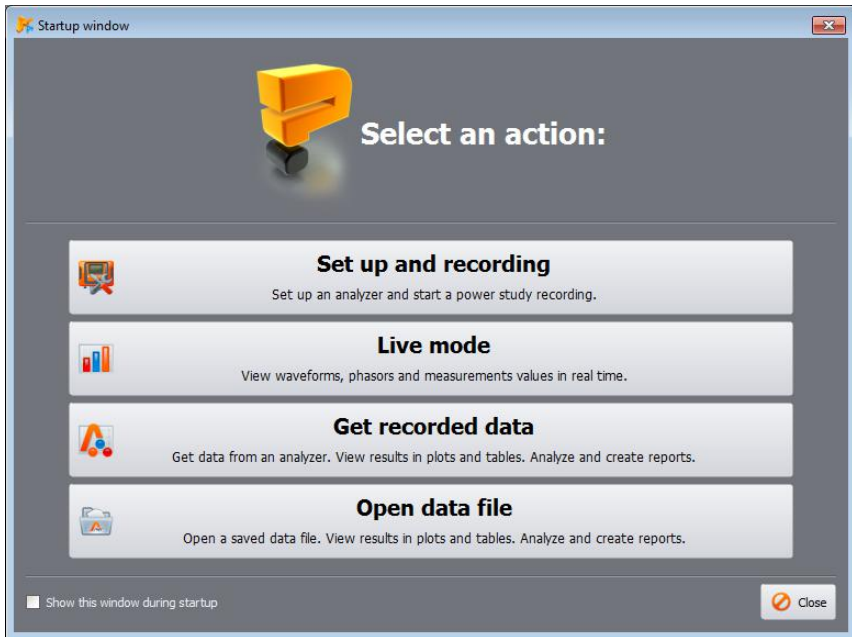 Startup window
Select an action:
Set up and recording
Set up an analyzer and start a power study recording.
Live mode
View waveforms, phasors and measurements values in real time.
Get recorded data
Get data from an analyzer. View results in plots and tables. Analyze and create reports.
Open data file
Open a saved data file. View results in plots and tables. Analyze and create reports.
Show this window during startup
Close